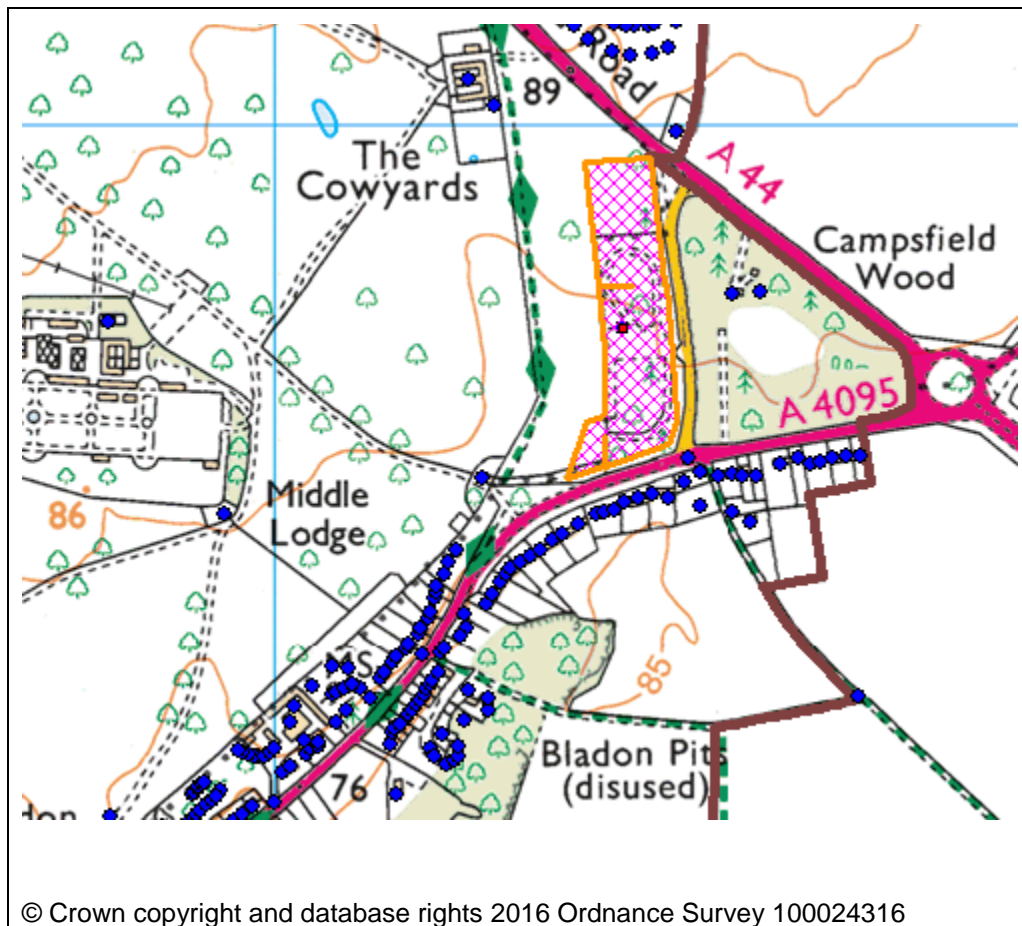 Road
89
The
Cowyards
A 44
Campsfield
Wood
A 4095
Middle
Lodge
86
MS
85
Bladon Pits
(disused)
76
don
© Crown copyright and database rights 2016 Ordnance Survey 100024316